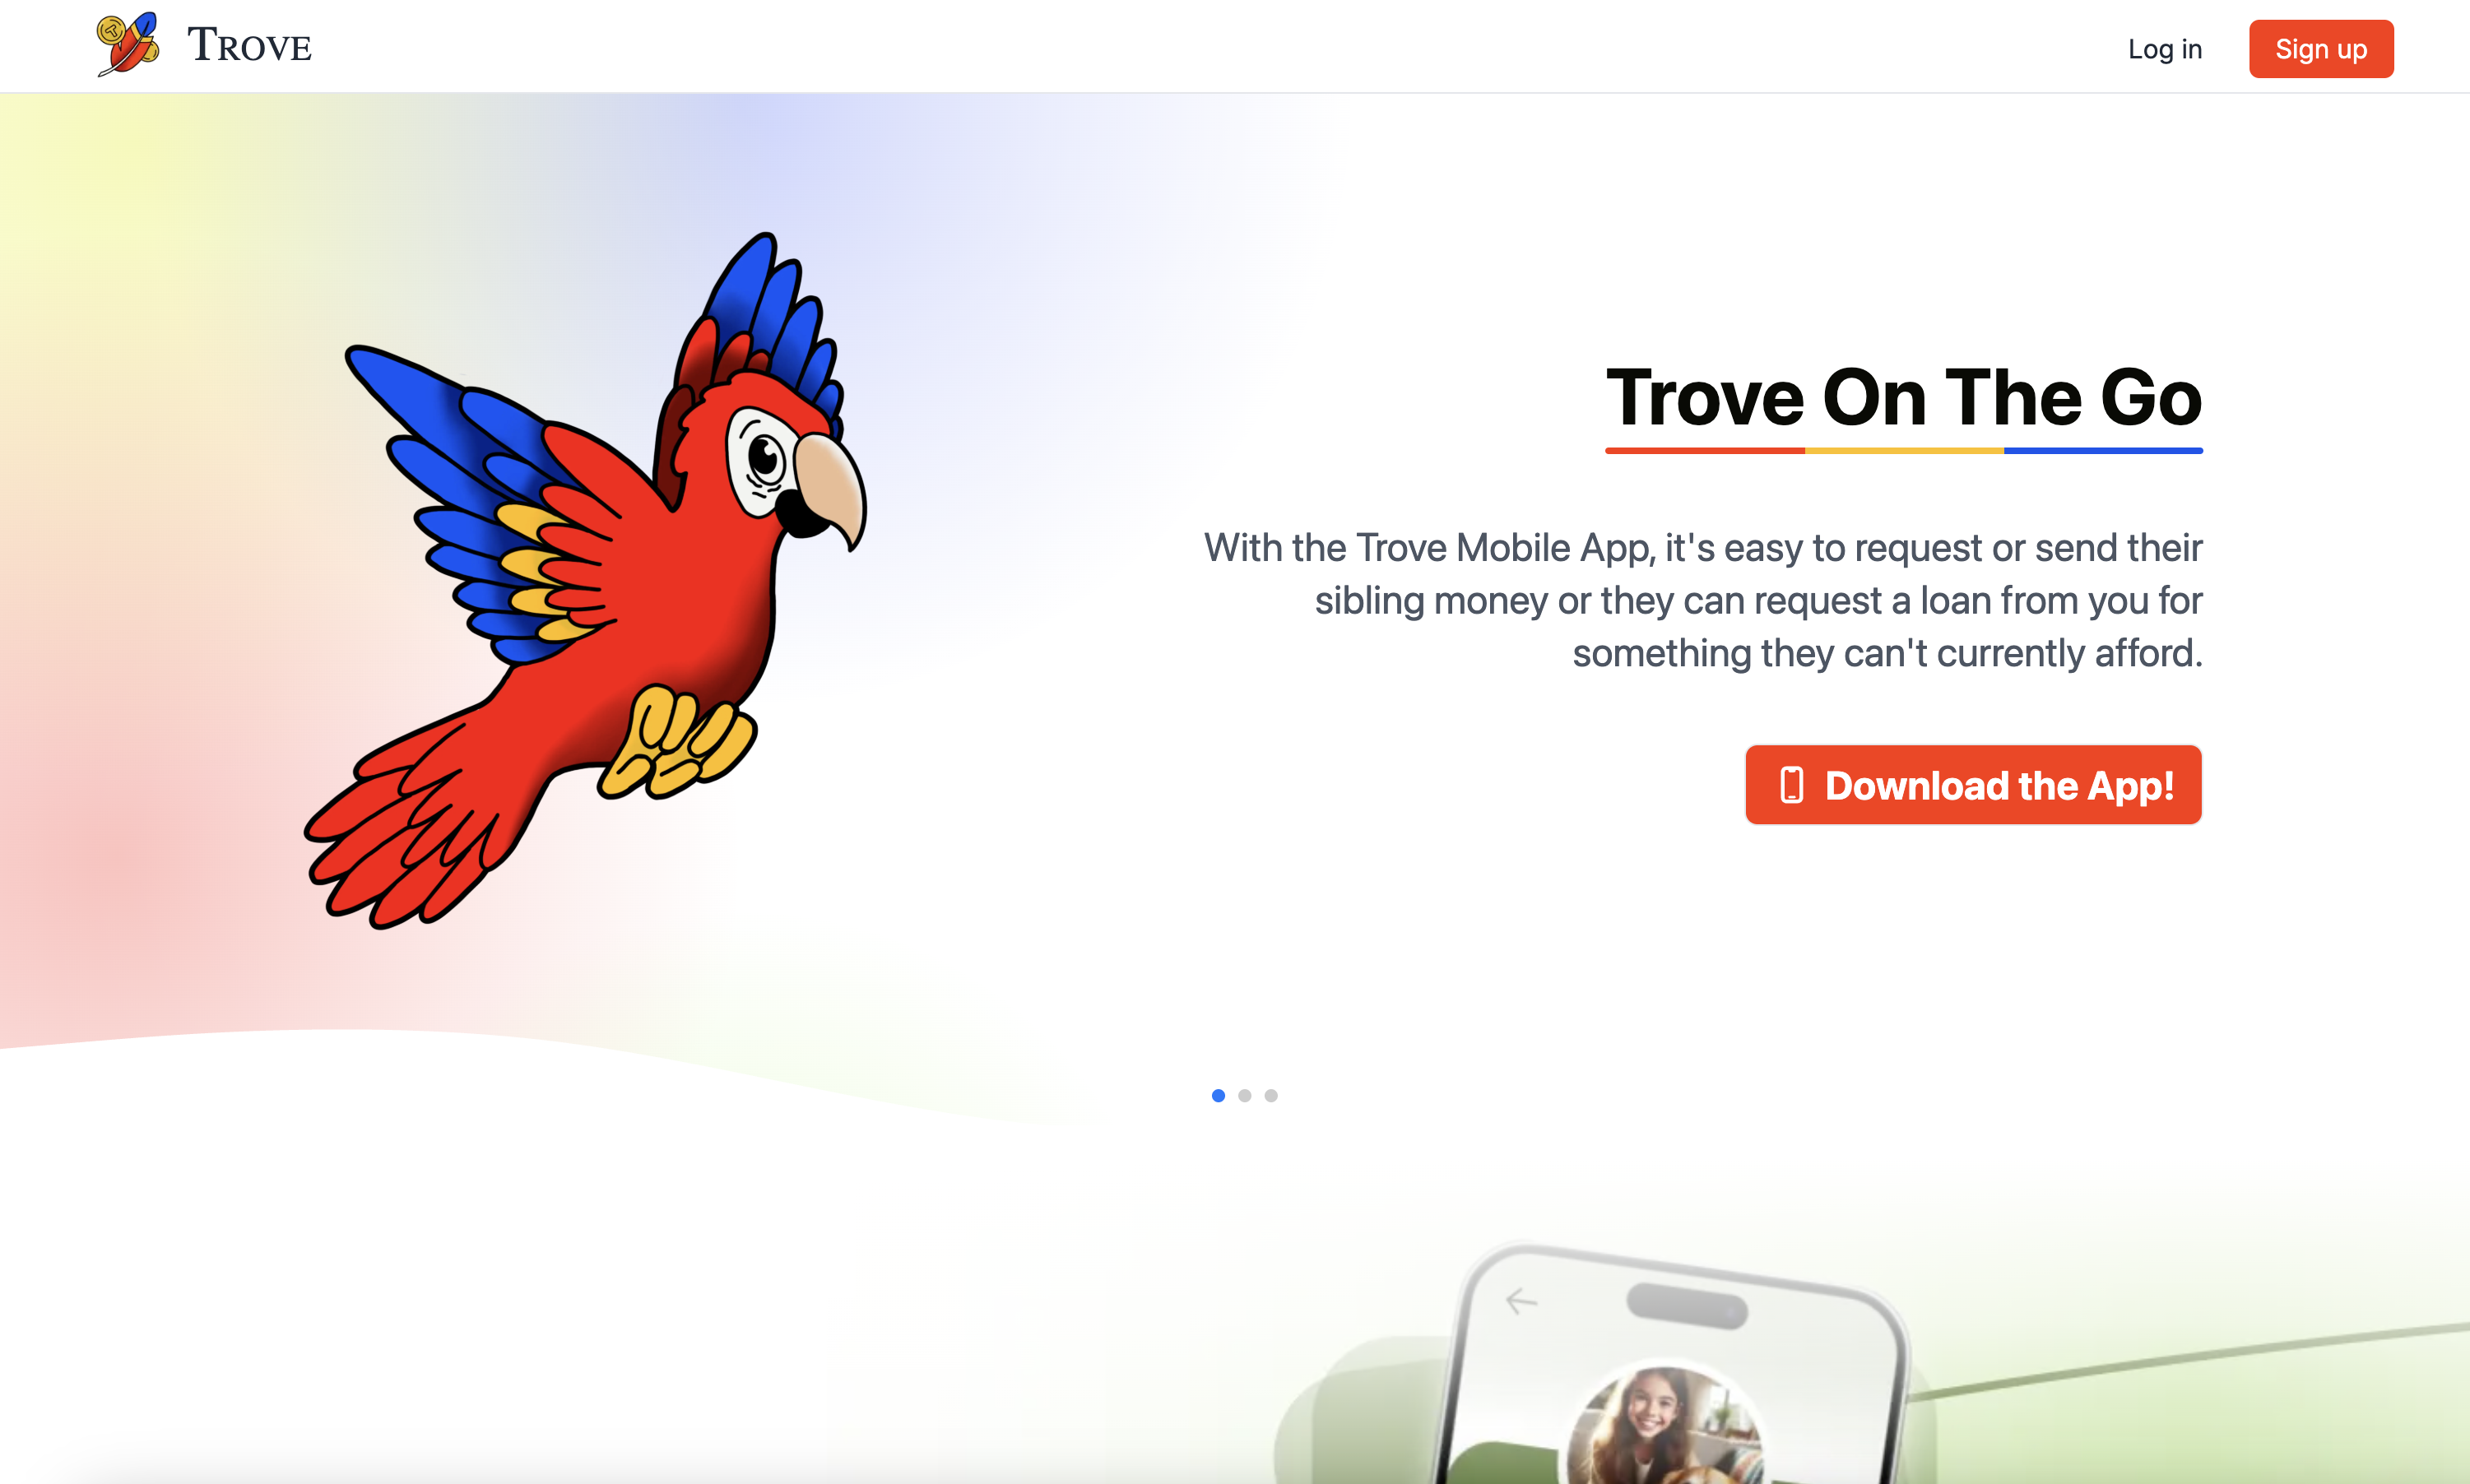 Trove
Log in
Sign up
Trove On The Go
With the Trove Mobile App, it's easy to request or send their
sibling money or they can request a loan from you for
something they can't currently afford.
Download the App!